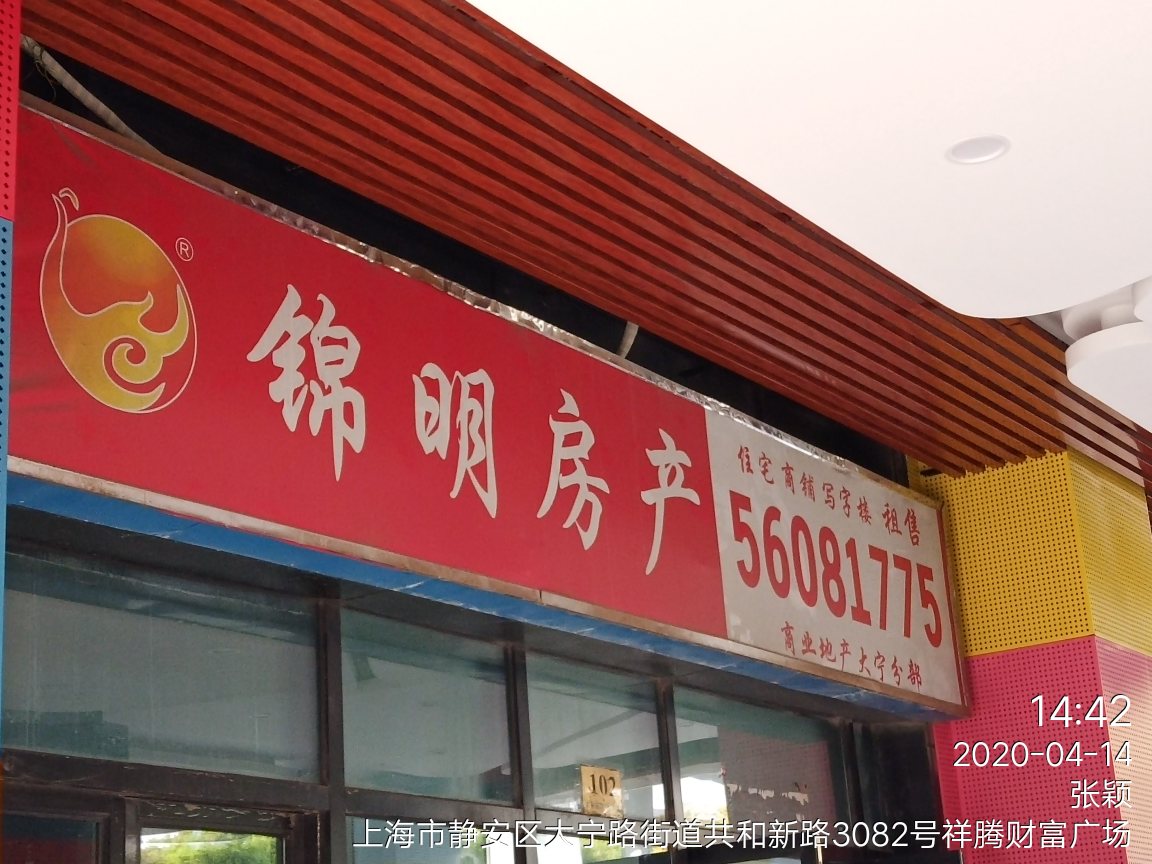 ®
锦明房产
住宅商铺写字楼 租售
56081775
商业地产大宁分部
102
14:42
2020-04-14
张颖
上海市静安区大宁路街道共和新路3082号祥腾财富广场